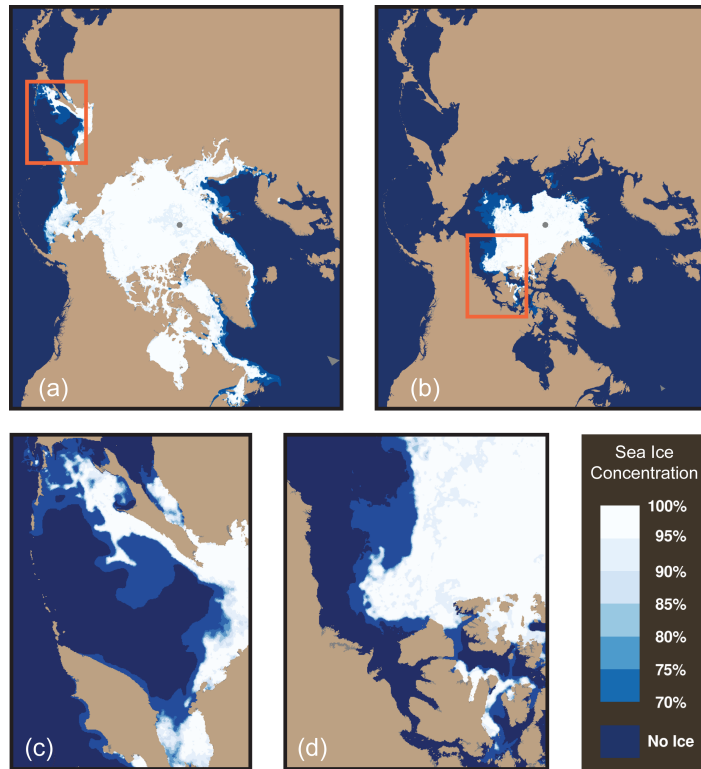 (a)
(b)
(c)
(d)
Sea Ice
Concentration
100%
95%
90%
85%
80%
75%
70%
No Ice